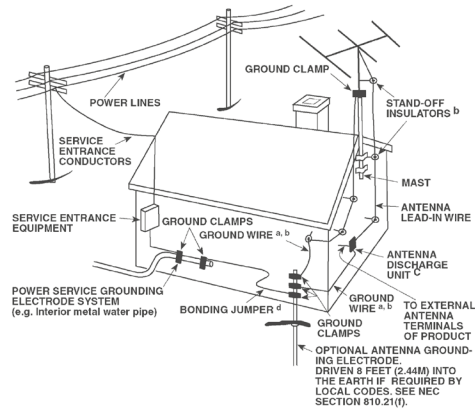 GROUND CLAMP
POWER LINES
STAND-OFF
INSULATORS b
SERVICE
ENTRANCE
CONDUCTORS
MAST
ANTENNA
LEAD-IN WIRE
SERVICE ENTRANCE
EQUIPMENT
GROUND CLAMPS
GROUND WIRE a, b
ANTENNA
DISCHARGE
UNIT C
POWER SERVICE GROUNDING
ELECTRODE SYSTEM
(e.g. Interior metal water pipe)
BONDING JUMPER d
GROUND
WIRE a, b
GROUND
CLAMPS
TO EXTERNAL
ANTENNA
TERMINALS
OF PRODUCT
OPTIONAL ANTENNA GROUND-
ING ELECTRODE.
DRIVEN 8 FEET (2.44M) INTO
THE EARTH IF REQUIRED BY
LOCAL CODES. SEE NEC
SECTION 810.21(f).